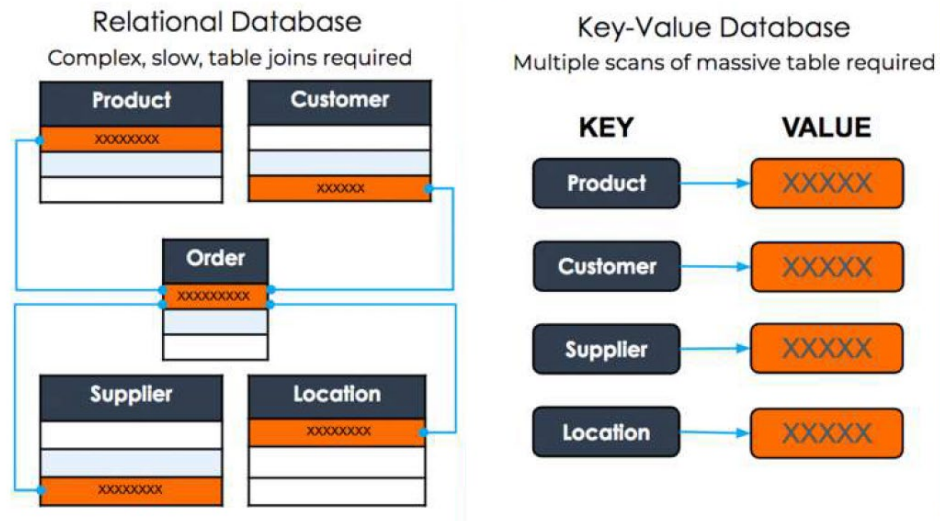 Relational Database
Complex, slow, table joins required
Product
xxxxxxxx
Customer
xxxxxx
Order
xxxxxxxxx
Supplier
xxxxxxxx
Location
xxxxxxxx
Key-Value Database
Multiple scans of massive table required
KEY VALUE
Product XXXXX
Customer XXXXX
Supplier XXXXX
Location XXXXX